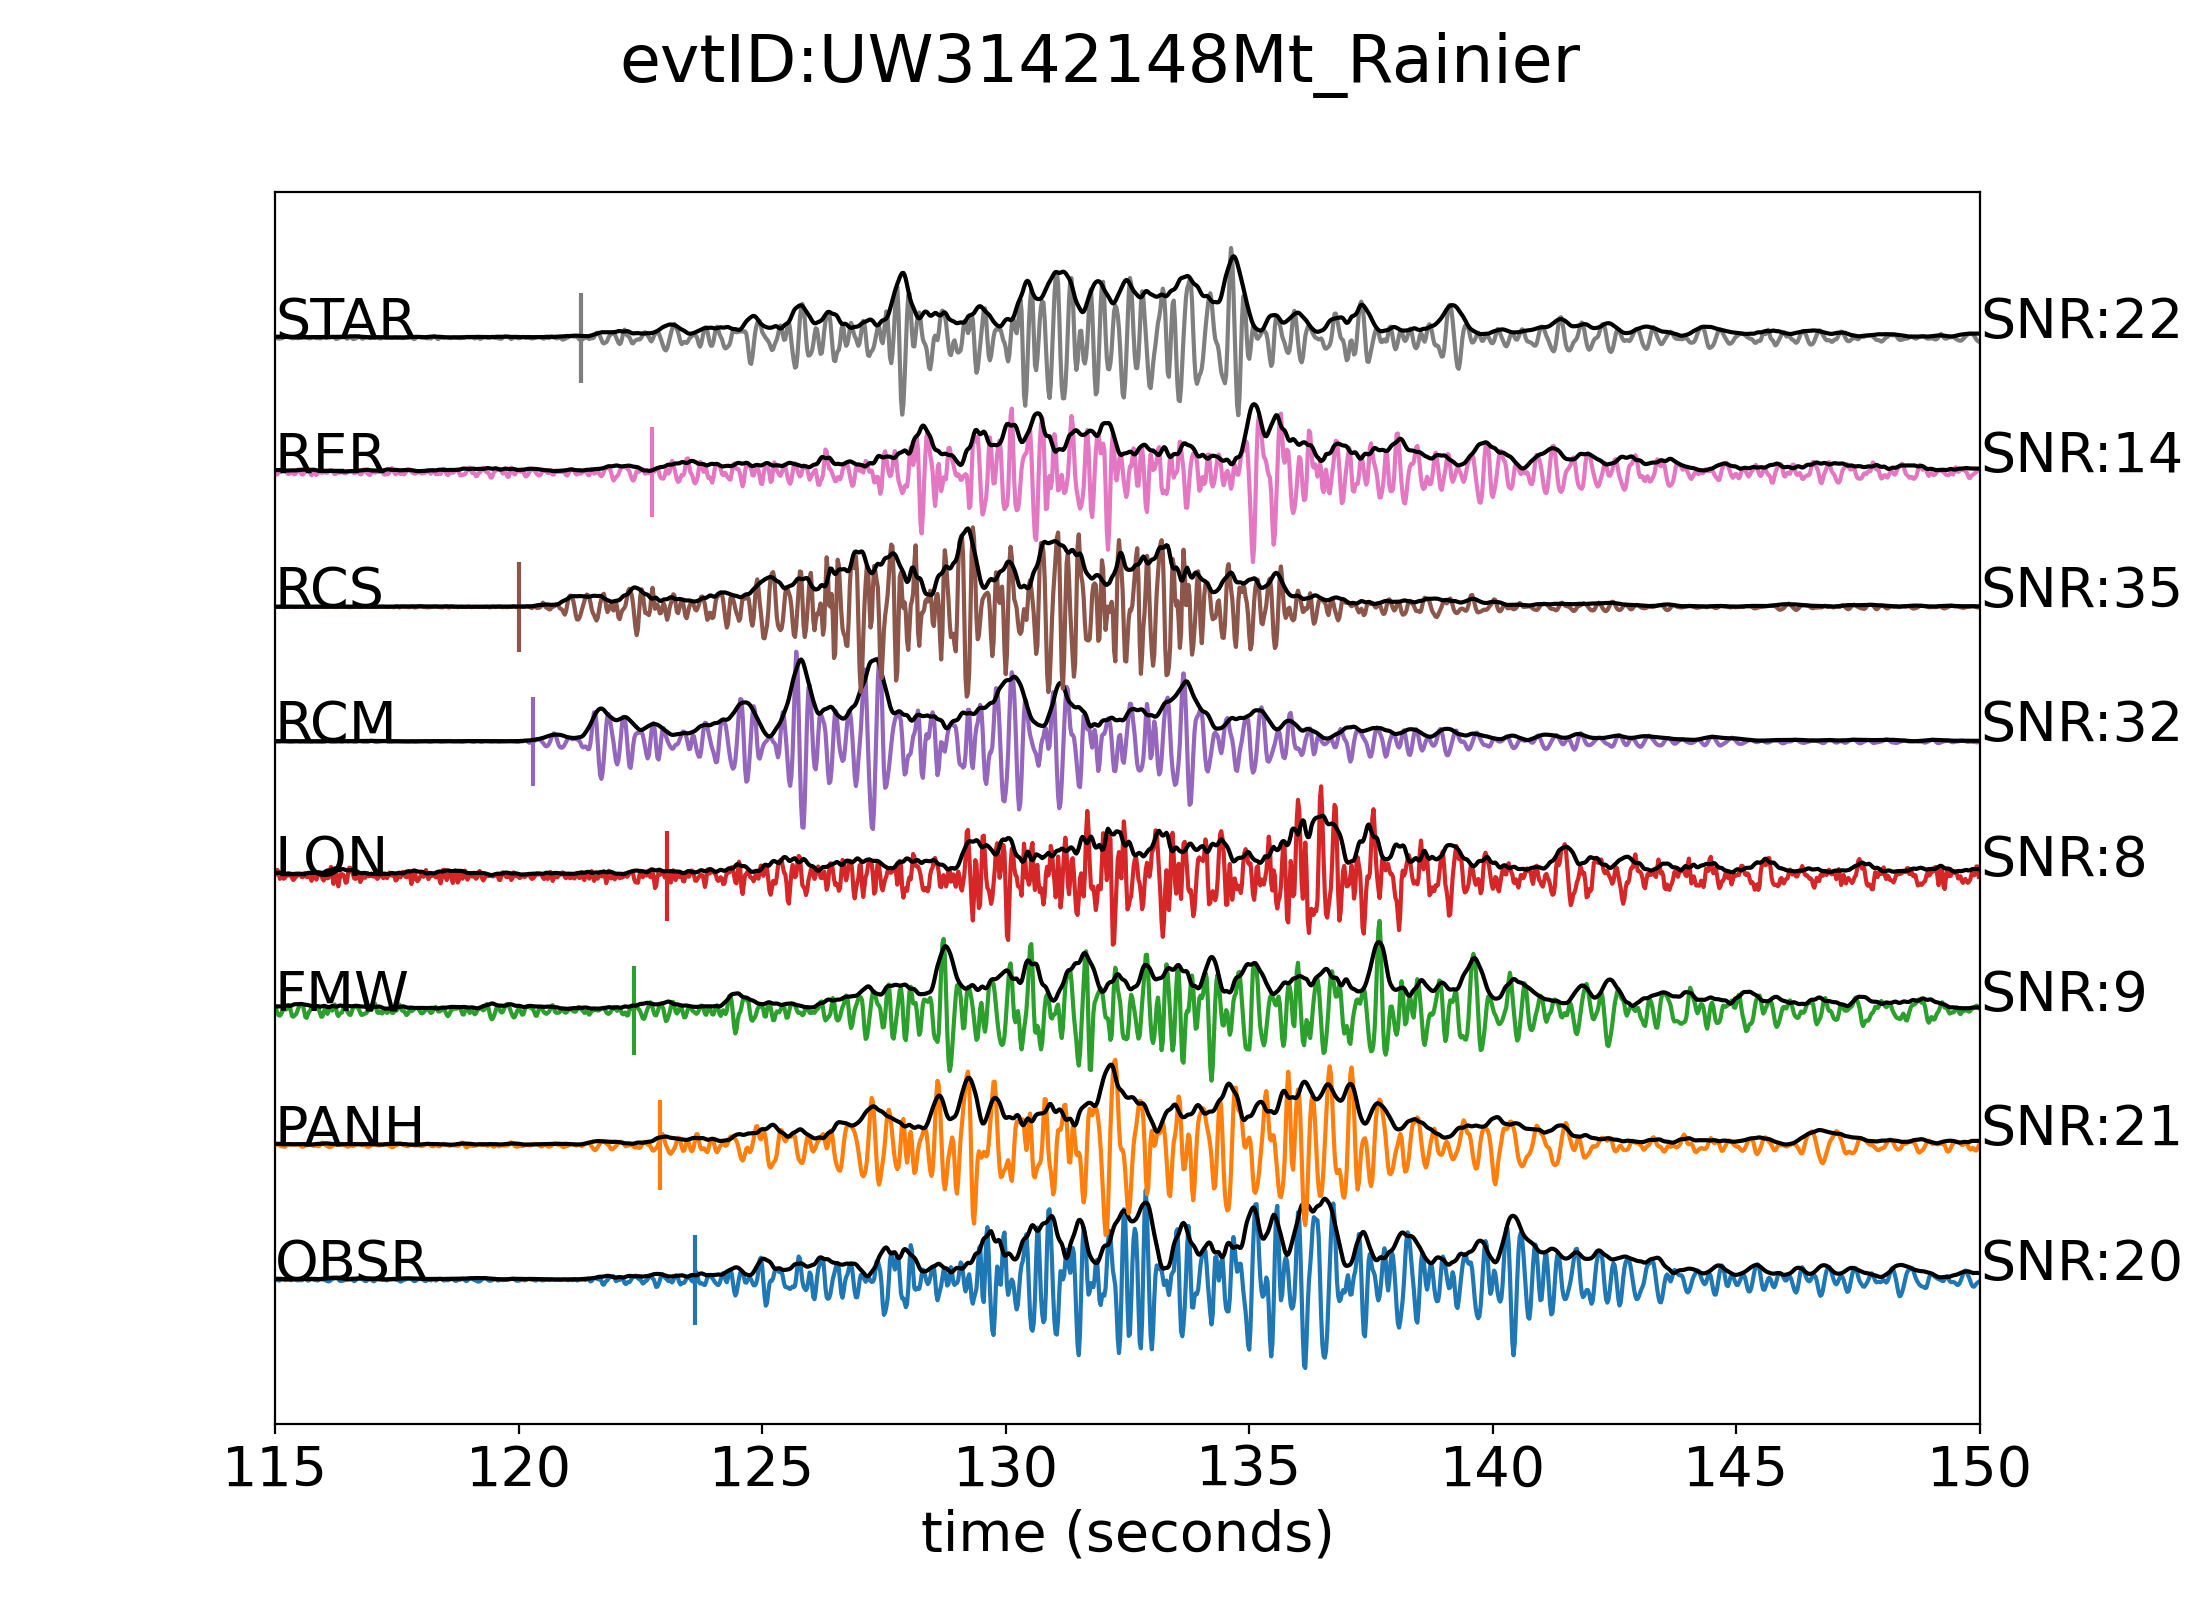 evtID:UW3142148Mt_Rainier
STAR SNR:22
RER SNR:14
RCS SNR:35
RCM SNR:32
LON SNR:8
FMW SNR:9
PANH SNR:21
OBSR SNR:20
115 120 125 130 135 140 145 150
time (seconds)